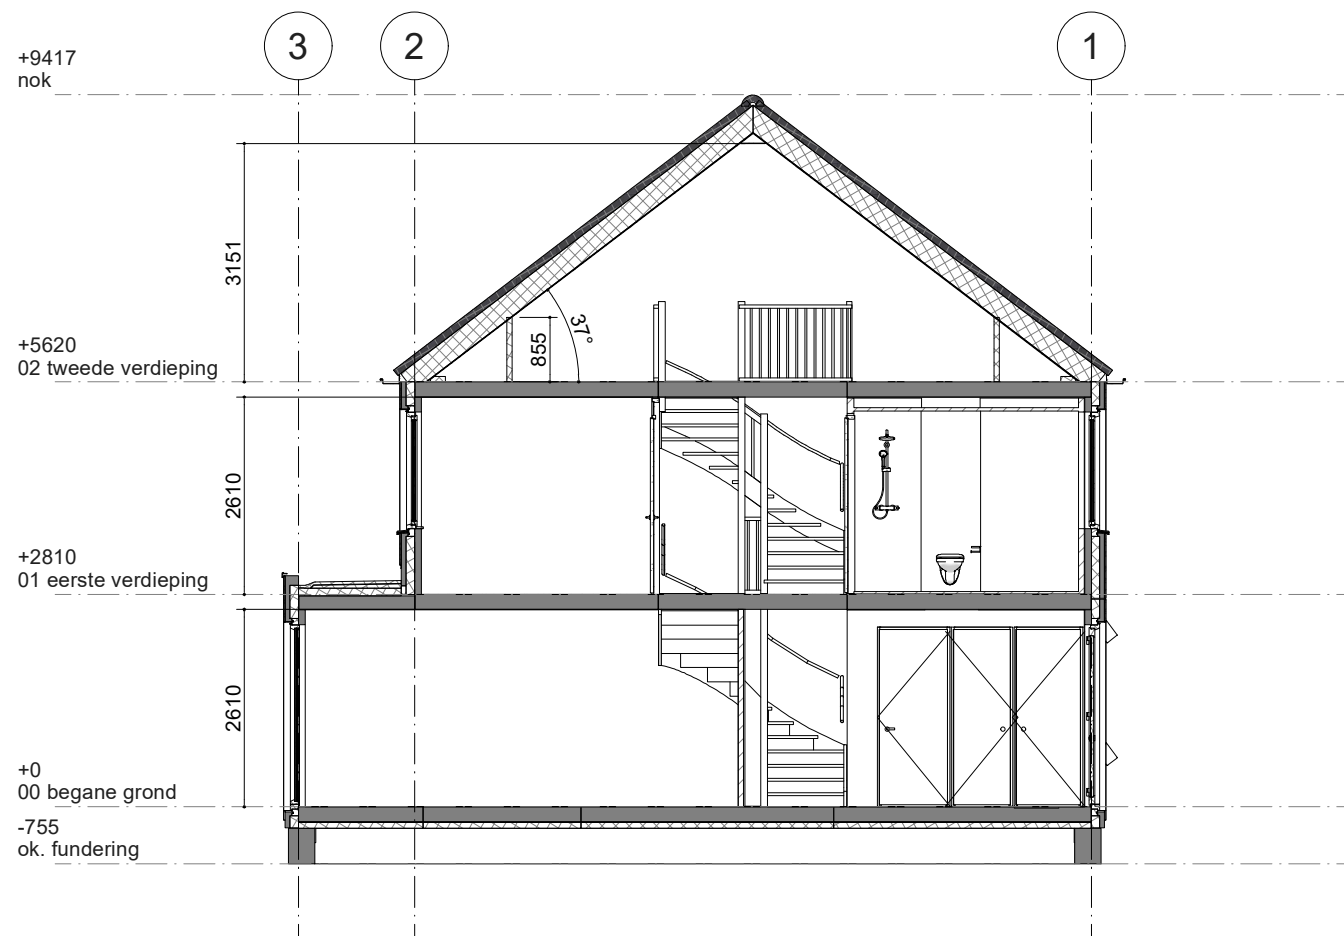 3
2
1
+9417
nok
3151
37°
855
+5620
02 tweede verdieping
2610
+2810
01 eerste verdieping
2610
+0
00 begane grond
-755
ok. fundering